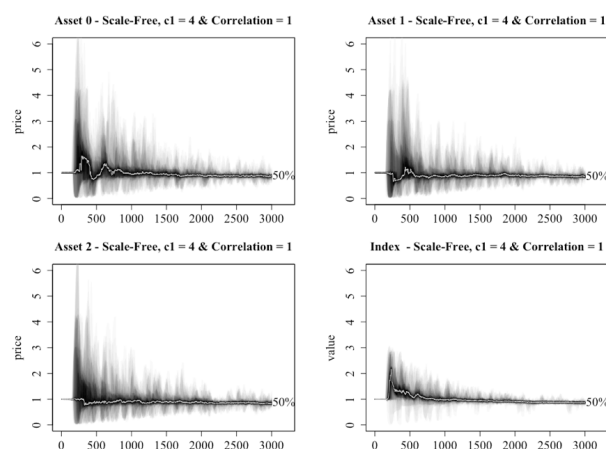 Asset 0 - Scale-Free, c1 = 4 & Correlation = 1
price
0 1 2 3 4 5 6
0 500 1000 1500 2000 2500 3000
50%
Asset 1 - Scale-Free, c1 = 4 & Correlation = 1
price
0 1 2 3 4 5 6
0 500 1000 1500 2000 2500 3000
50%
Asset 2 - Scale-Free, c1 = 4 & Correlation = 1
price
0 1 2 3 4 5 6
0 500 1000 1500 2000 2500 3000
50%
Index - Scale-Free, c1 = 4 & Correlation = 1
value
0 1 2 3 4 5 6
0 500 1000 1500 2000 2500 3000
50%